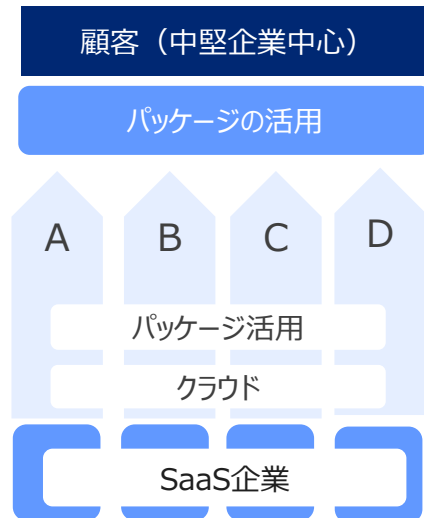 顧客（中堅企業中心）
パッケージの活用
A B C D
パッケージ活用
クラウド
SaaS企業